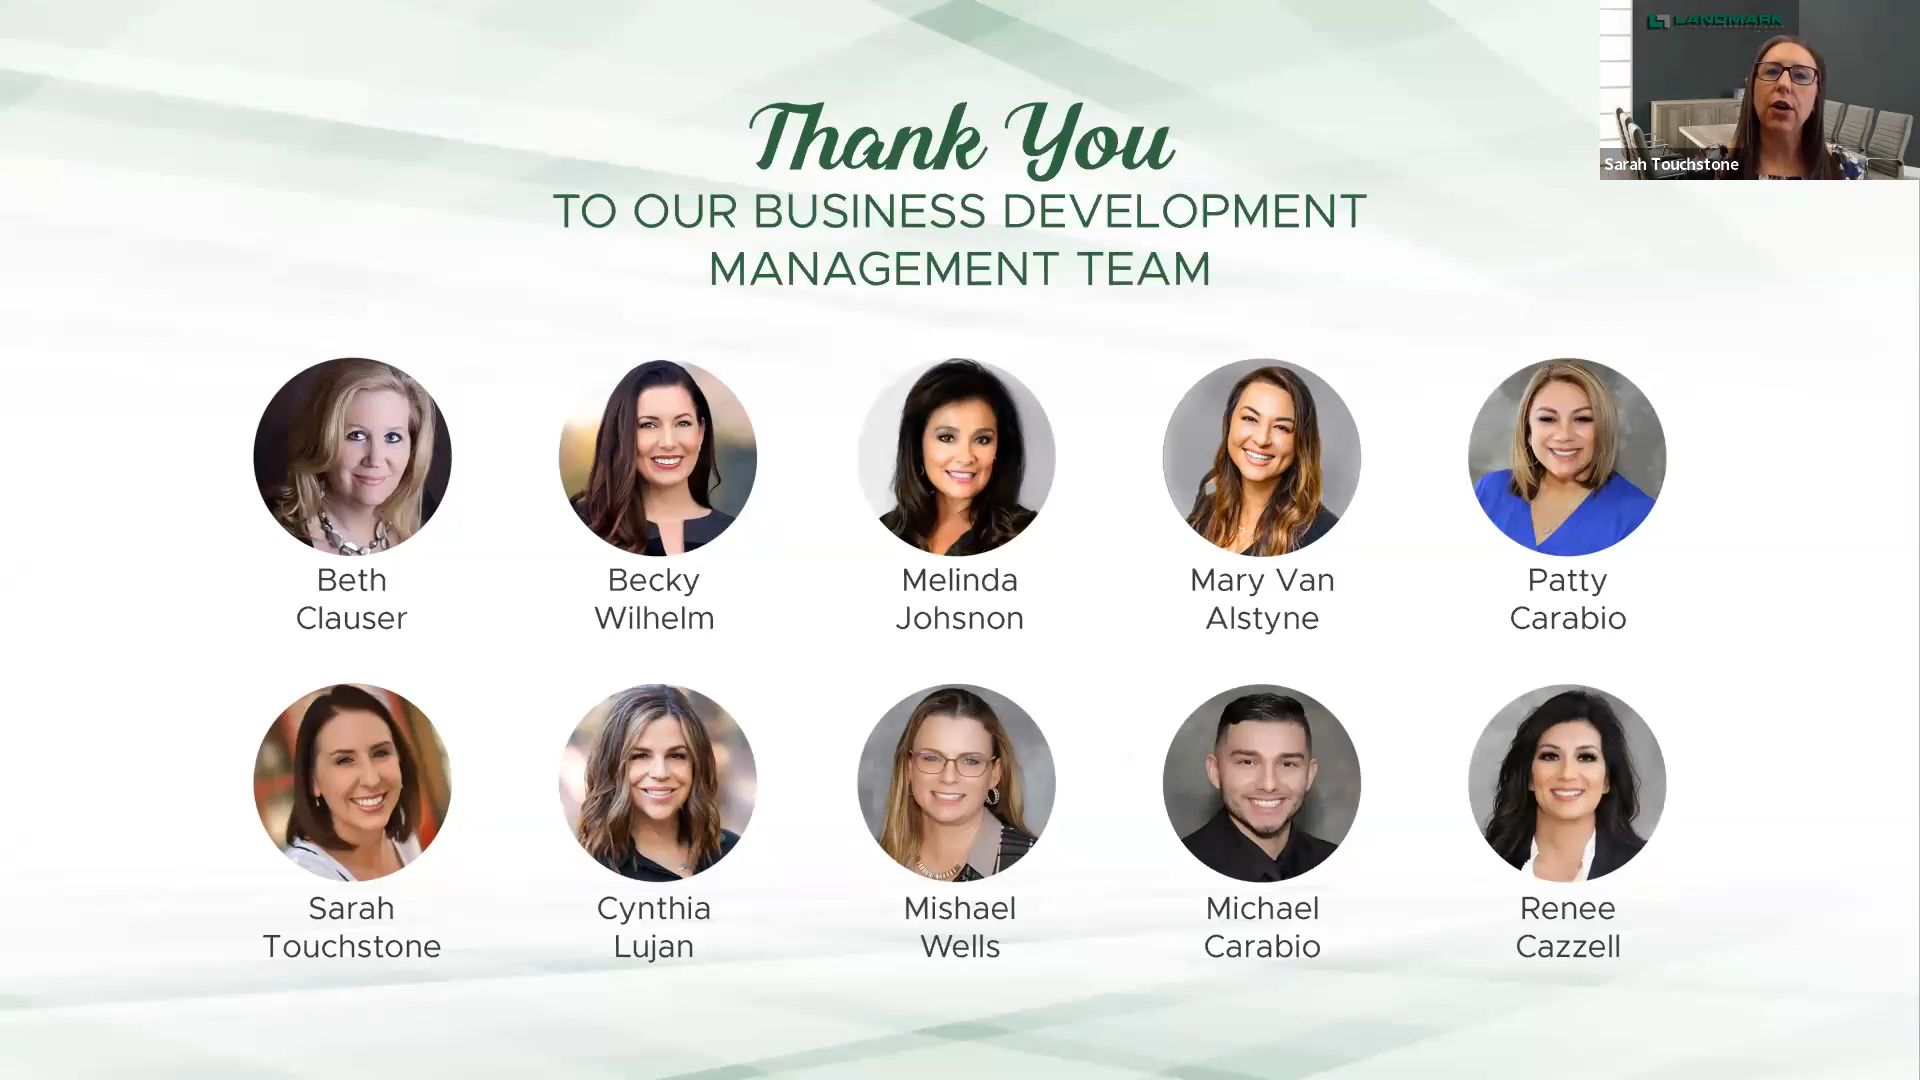 LANDMARK
Sarah Touchstone
Thank You
TO OUR BUSINESS DEVELOPMENT
MANAGEMENT TEAM
Beth
Clauser
Becky
Wilhelm
Melinda
Johsnon
Mary Van
Alstyne
Patty
Carabio
Sarah
Touchstone
Cynthia
Lujan
Mishael
Wells
Michael
Carabio
Renee
Cazzell